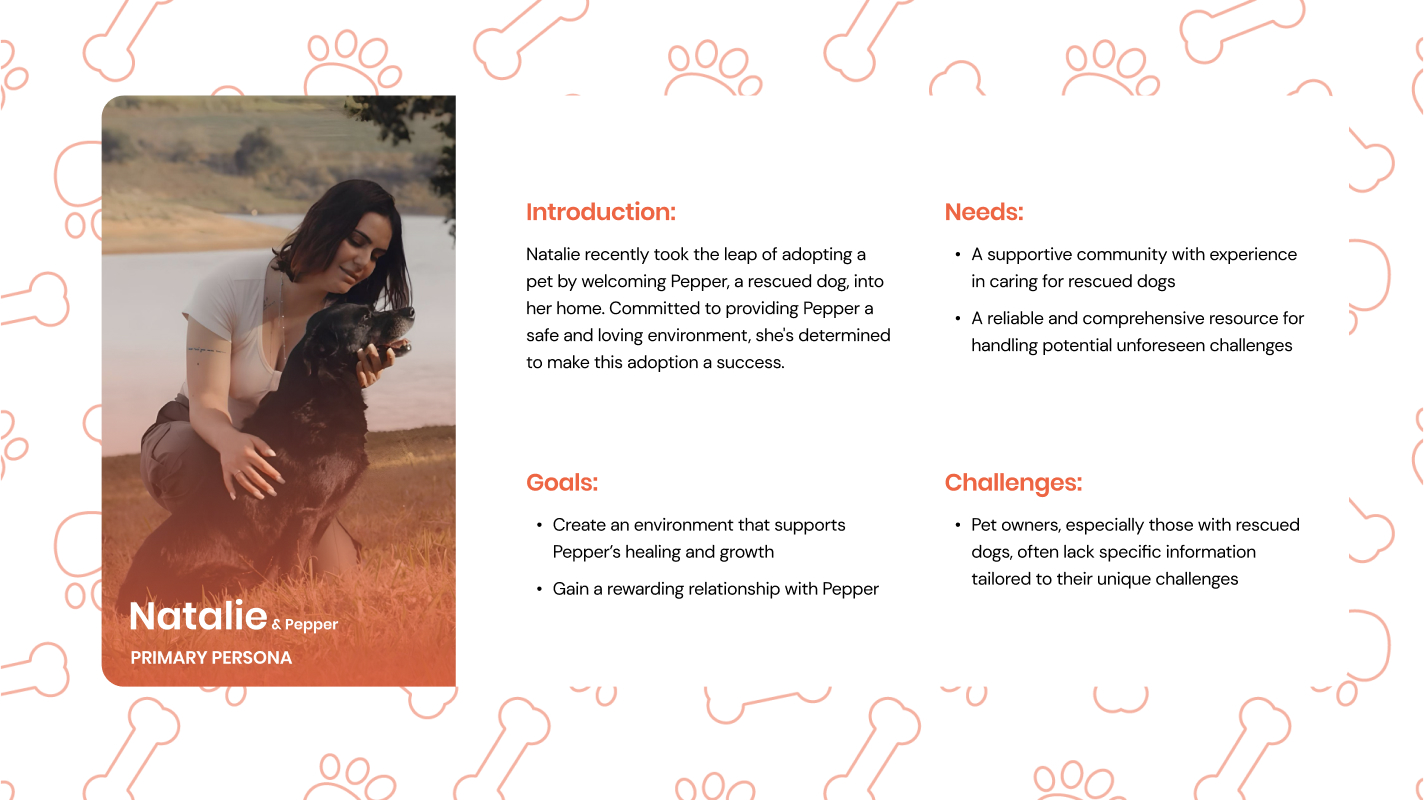 Natalie & Pepper
PRIMARY PERSONA
Introduction:
Natalie recently took the leap of adopting a
pet by welcoming Pepper, a rescued dog, into
her home. Committed to providing Pepper a
safe and loving environment, she's determined
to make this adoption a success.
Needs:
• A supportive community with experience
in caring for rescued dogs
• A reliable and comprehensive resource for
handling potential unforeseen challenges
Goals:
• Create an environment that supports
Pepper’s healing and growth
• Gain a rewarding relationship with Pepper
Challenges:
• Pet owners, especially those with rescued
dogs, often lack specific information
tailored to their unique challenges